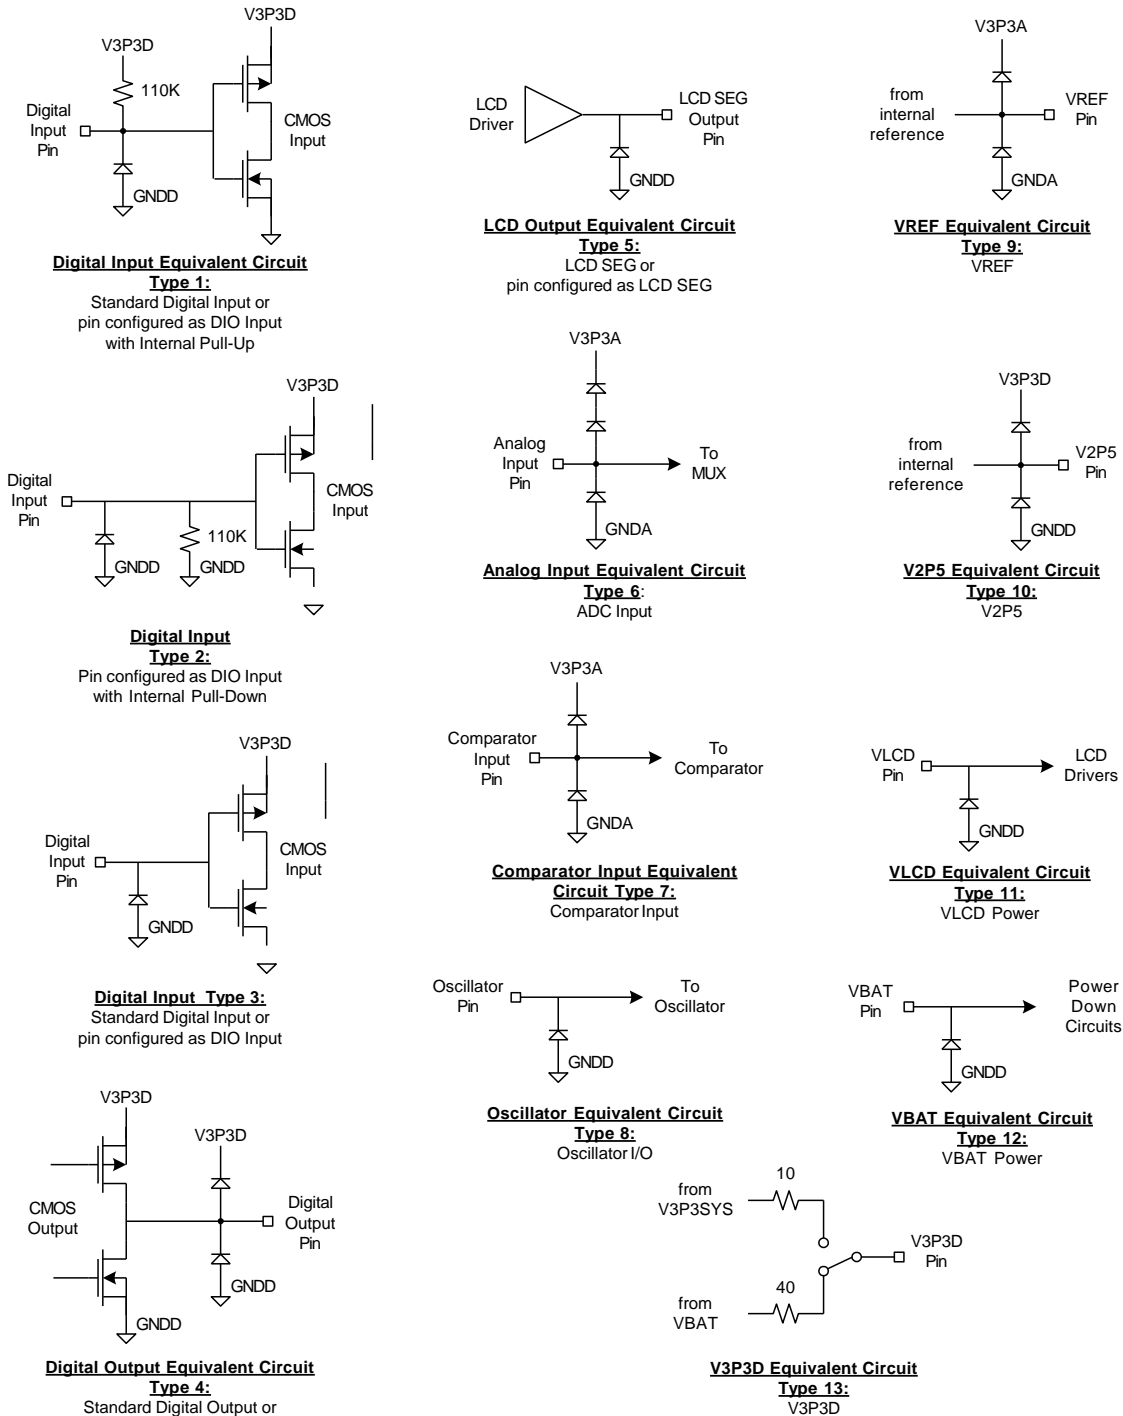 V3P3D
V3P3D
110K
Digital
Input
Pin
CMOS
Input
GNDD
Digital Input Equivalent Circuit
Type 1:
Standard Digital Input or
pin configured as DIO Input
with Internal Pull-Up
V3P3D
Digital
Input
Pin
CMOS
Input
110K
GNDD
GNDD
Digital Input
Type 2:
Pin configured as DIO Input
with Internal Pull-Down
V3P3D
Digital
Input
Pin
CMOS
Input
GNDD
Digital Input Type 3:
Standard Digital Input or
pin configured as DIO Input
V3P3D
V3P3D
CMOS
Output
Digital
Output
Pin
GNDD
GNDD
Digital Output Equivalent Circuit
Type 4:
Standard Digital Output or
LCD
Driver
LCD SEG
Output
Pin
GNDD
LCD Output Equivalent Circuit
Type 5:
LCD SEG or
pin configured as LCD SEG
V3P3A
Analog
Input
Pin
To
MUX
GNDA
Analog Input Equivalent Circuit
Type 6:
ADC Input
V3P3A
Comparator
Input
Pin
To
Comparator
GNDA
Comparator Input Equivalent
Circuit Type 7:
Comparator Input
Oscillator
Pin
To
Oscillator
GNDD
Oscillator Equivalent Circuit
Type 8:
Oscillator I/O
V3P3A
from
internal
reference
VREF
Pin
GNDA
VREF Equivalent Circuit
Type 9:
VREF
V3P3D
from
internal
reference
V2P5
Pin
GNDD
V2P5 Equivalent Circuit
Type 10:
V2P5
VLCD
Pin
LCD
Drivers
GNDD
VLCD Equivalent Circuit
Type 11:
VLCD Power
VBAT
Pin
Power
Down
Circuits
GNDD
VBAT Equivalent Circuit
Type 12:
VBAT Power
10
from
V3P3SYS
V3P3D
Pin
40
from
VBAT
V3P3D Equivalent Circuit
Type 13:
V3P3D